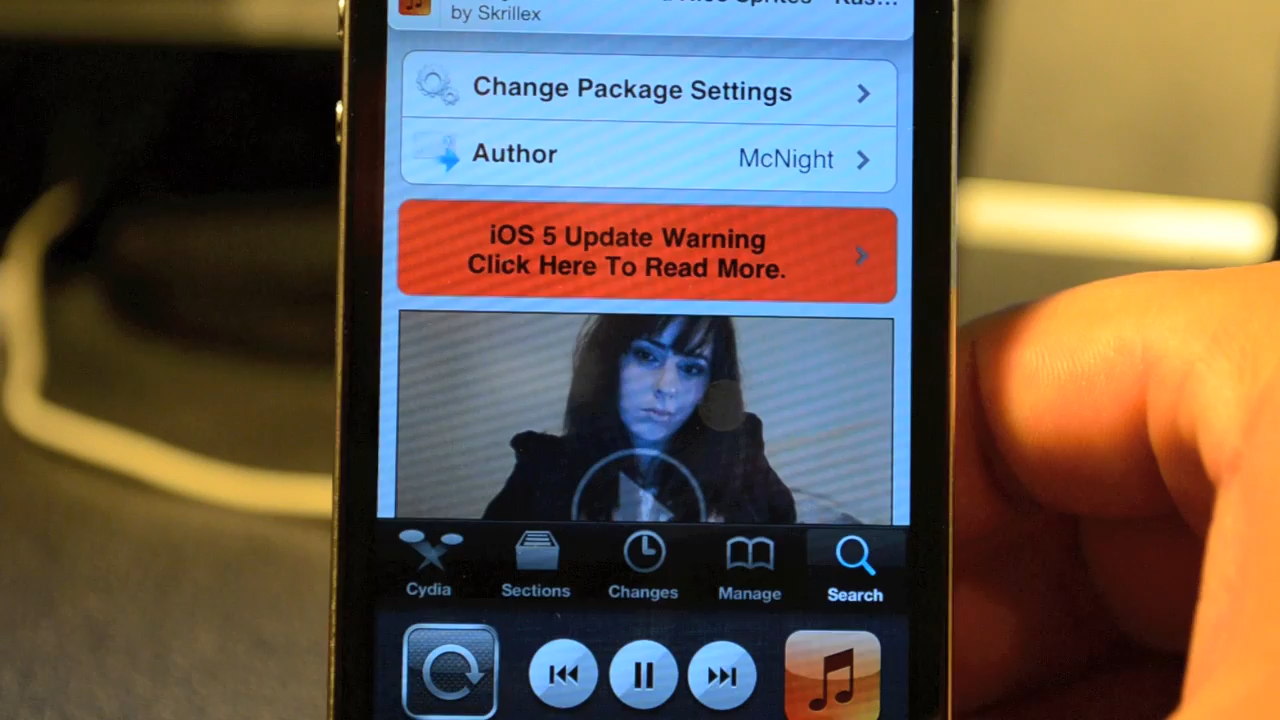 Sprites
by Skrillex
Change Package Settings
Author McNight
iOS 5 Update Warning
Click Here To Read More.
Cydia Sections Changes Manage Search